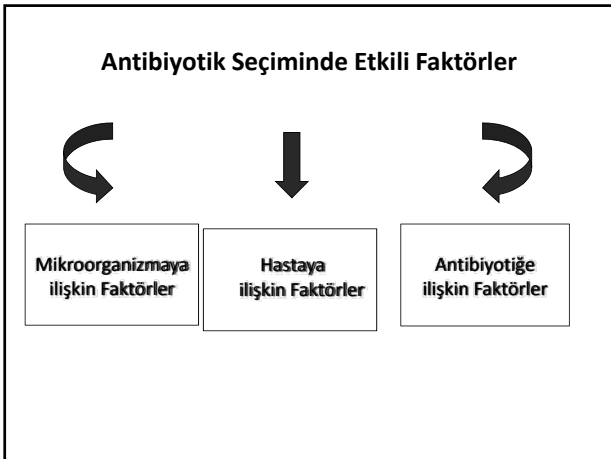 Antibiyotik Seçiminde Etkili Faktörler
Mikroorganizmaya
ilişkin Faktörler
Hastaya
ilişkin Faktörler
Antibiyotiğe
ilişkin Faktörler